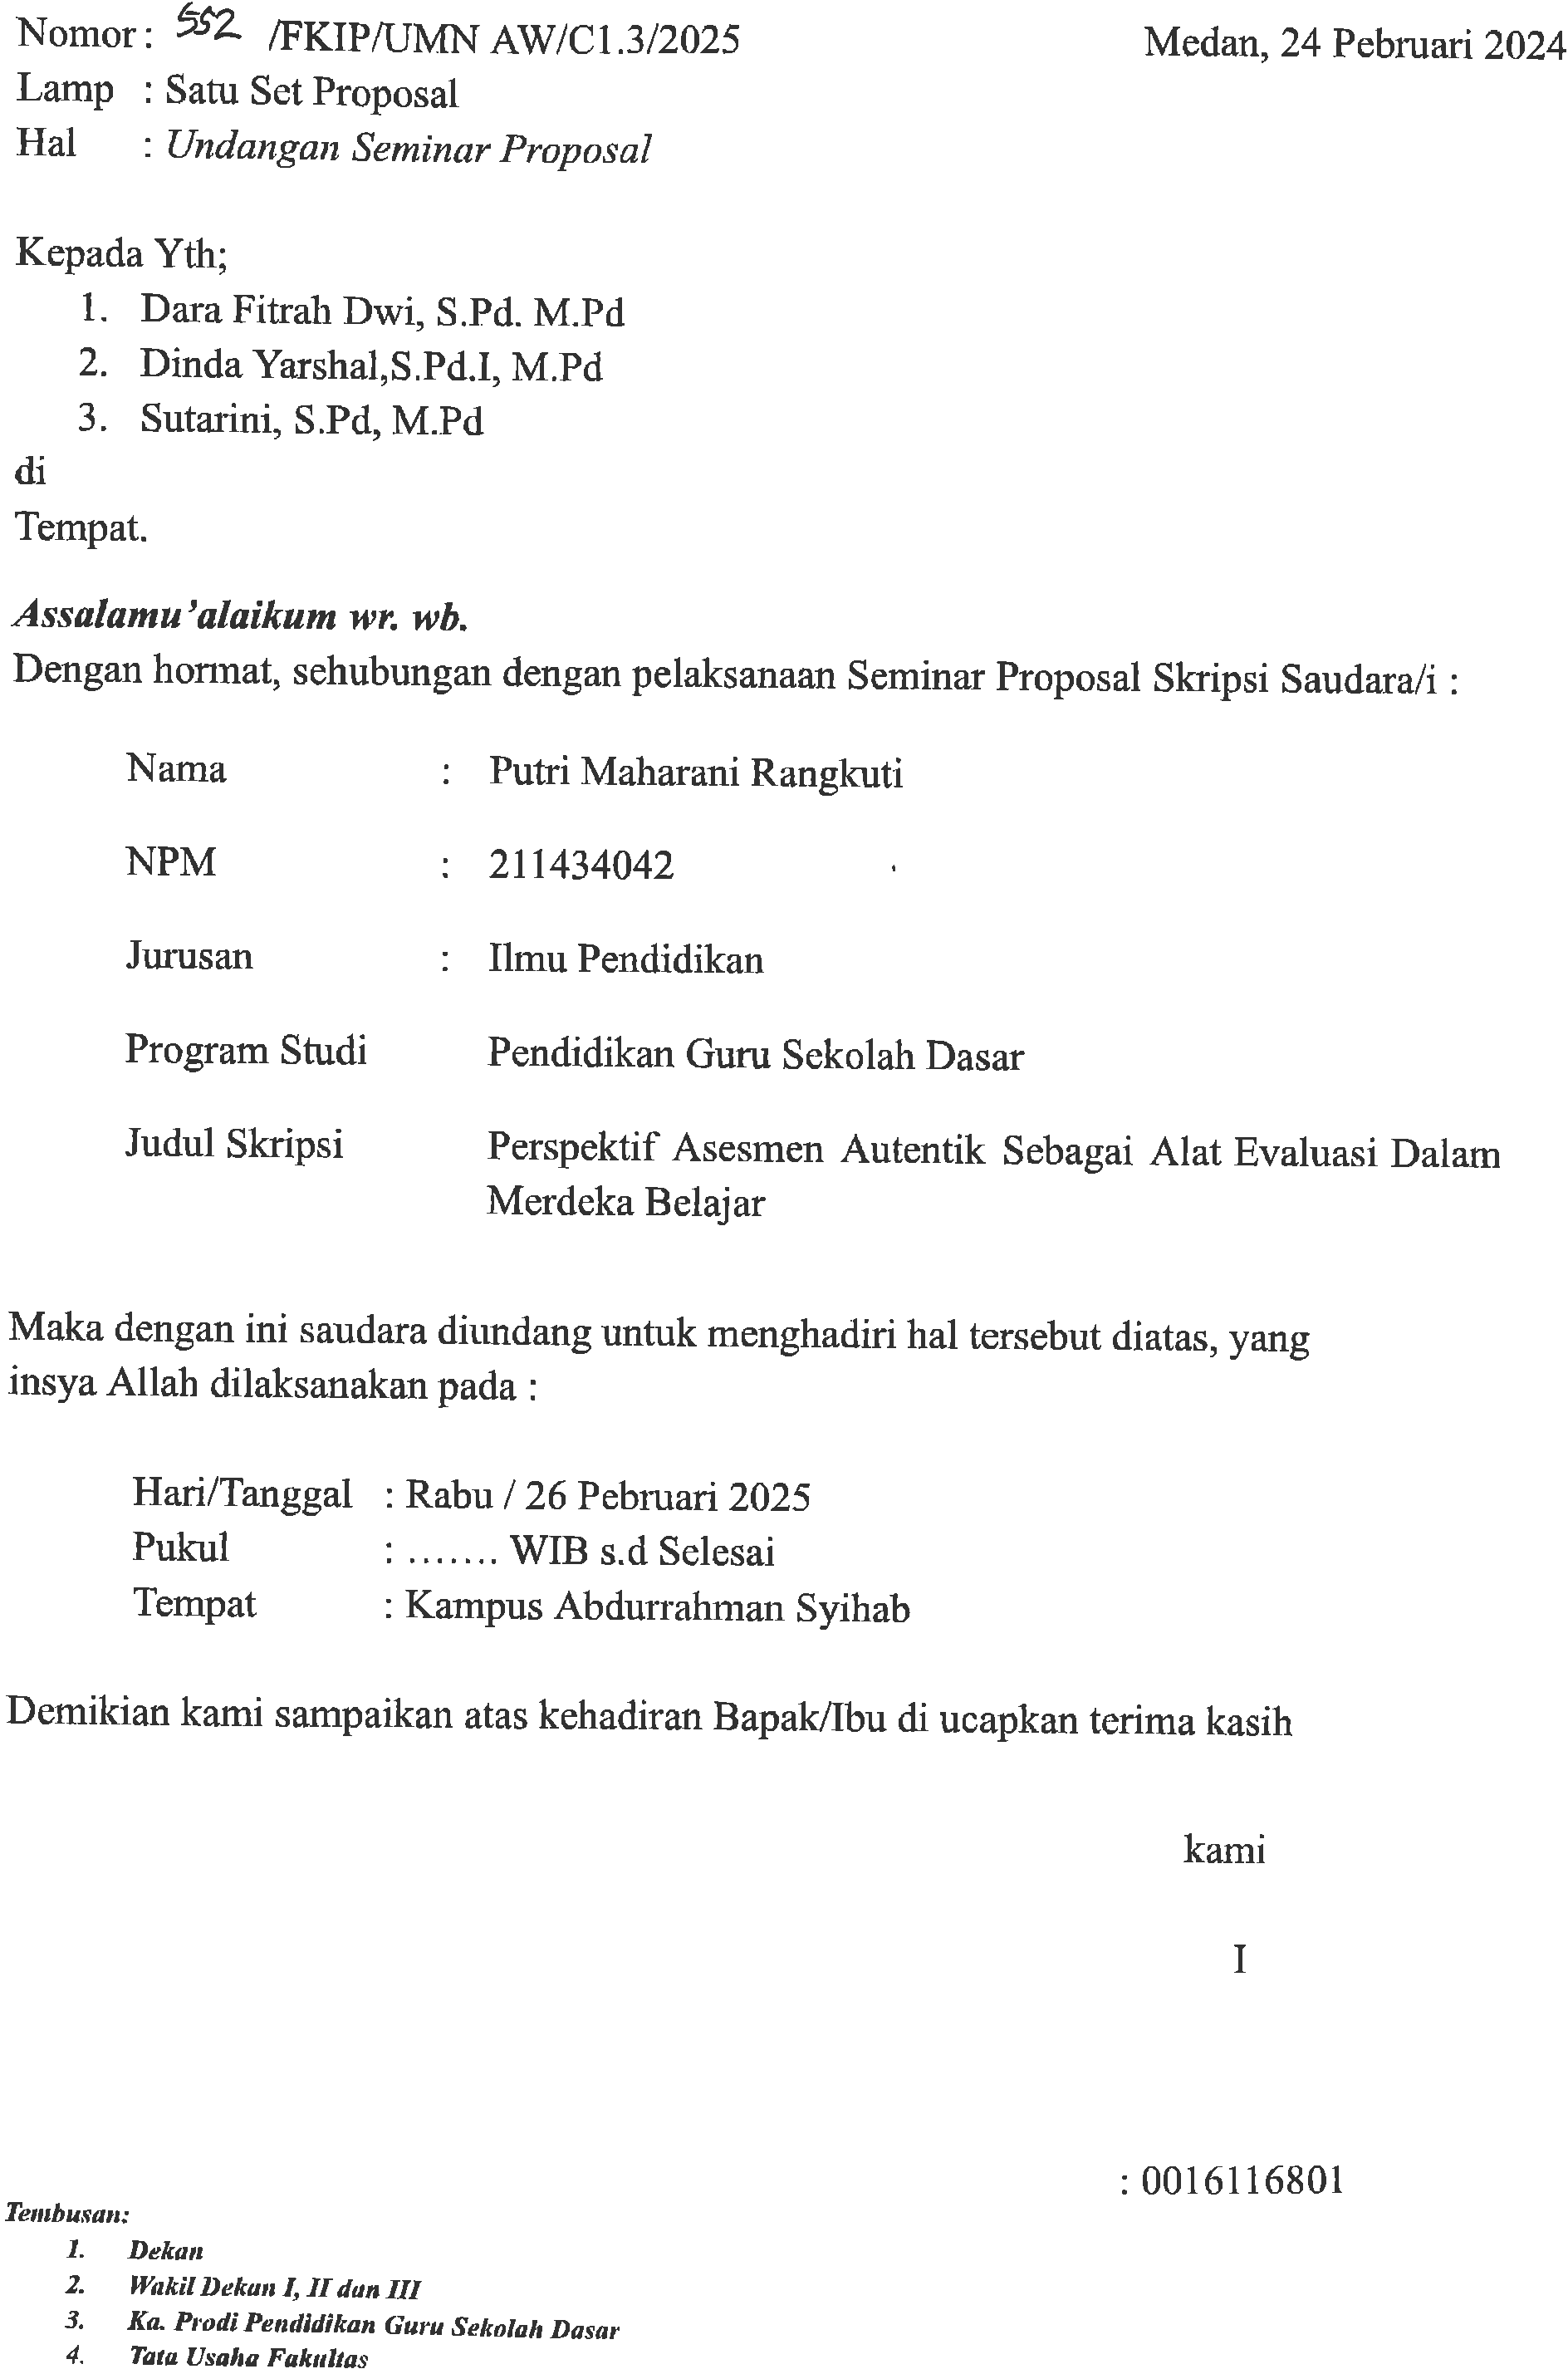 Nomor : 552 /FKIP/UMN AW/C1.3/2025 Medan, 24 Pebruari 2024
Lamp : Satu Set Proposal
Hal : Undangan Seminar Proposal
Kepada Yth;
1. Dara Fitrah Dwi, S.Pd. M.Pd
2. Dinda Yarshal,S.Pd.I, M.Pd
3. Sutarini, S.Pd, M.Pd
di
Tempat.
Assalamu'alaikum wr. wb.
Dengan hormat, sehubungan dengan pelaksanaan Seminar Proposal Skripsi Saudara/i :
Nama : Putri Maharani Rangkuti
NPM : 211434042
Jurusan : Ilmu Pendidikan
Program Studi Pendidikan Guru Sekolah Dasar
Judul Skripsi Perspektif Asesmen Autentik Sebagai Alat Evaluasi Dalam
Merdeka Belajar
Maka dengan ini saudara diundang untuk menghadiri hal tersebut diatas, yang
insya Allah dilaksanakan pada :
Hari/Tanggal : Rabu / 26 Pebruari 2025
Pukul : ....... WIB s.d Selesai
Tempat : Kampus Abdurrahman Syihab
Demikian kami sampaikan atas kehadiran Bapak/Ibu di ucapkan terima kasih
kami
I
: 0016116801
Tembusan:
1. Dekan
2. Wakil Dekan I, II dan III
3. Ka. Prodi Pendidikan Guru Sekolah Dasar
4. Tata Usaha Fakultas